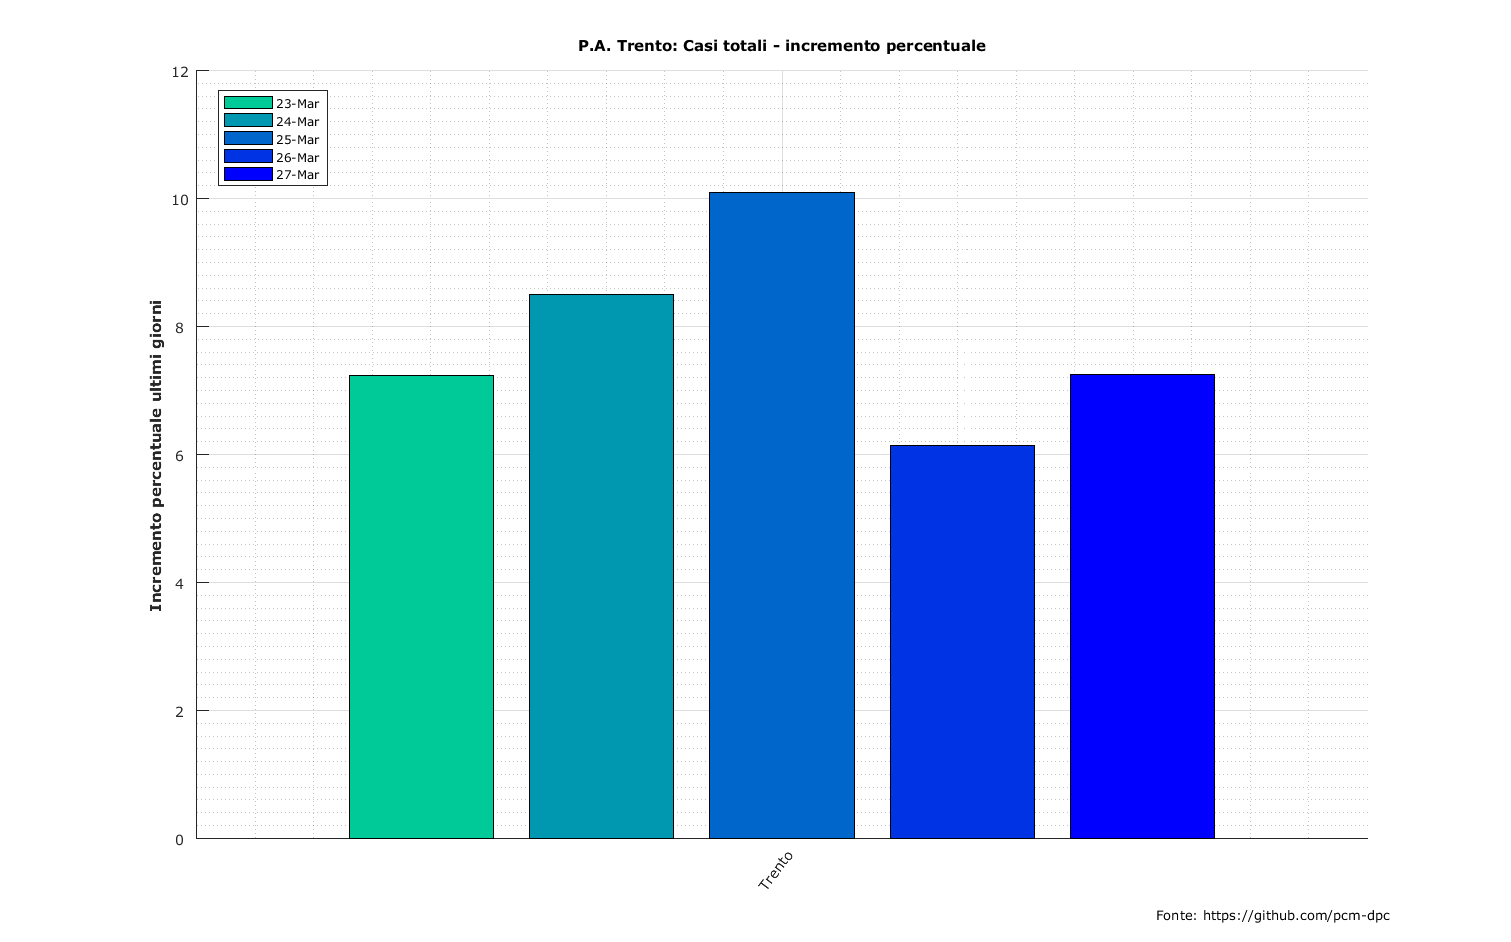 P.A. Trento: Casi totali - incremento percentuale
12
10
8
6
4
2
0
23-Mar
24-Mar
25-Mar
26-Mar
27-Mar
Incremento percentuale ultimi giorni
Trento
Fonte: https://github.com/pcm-dpc